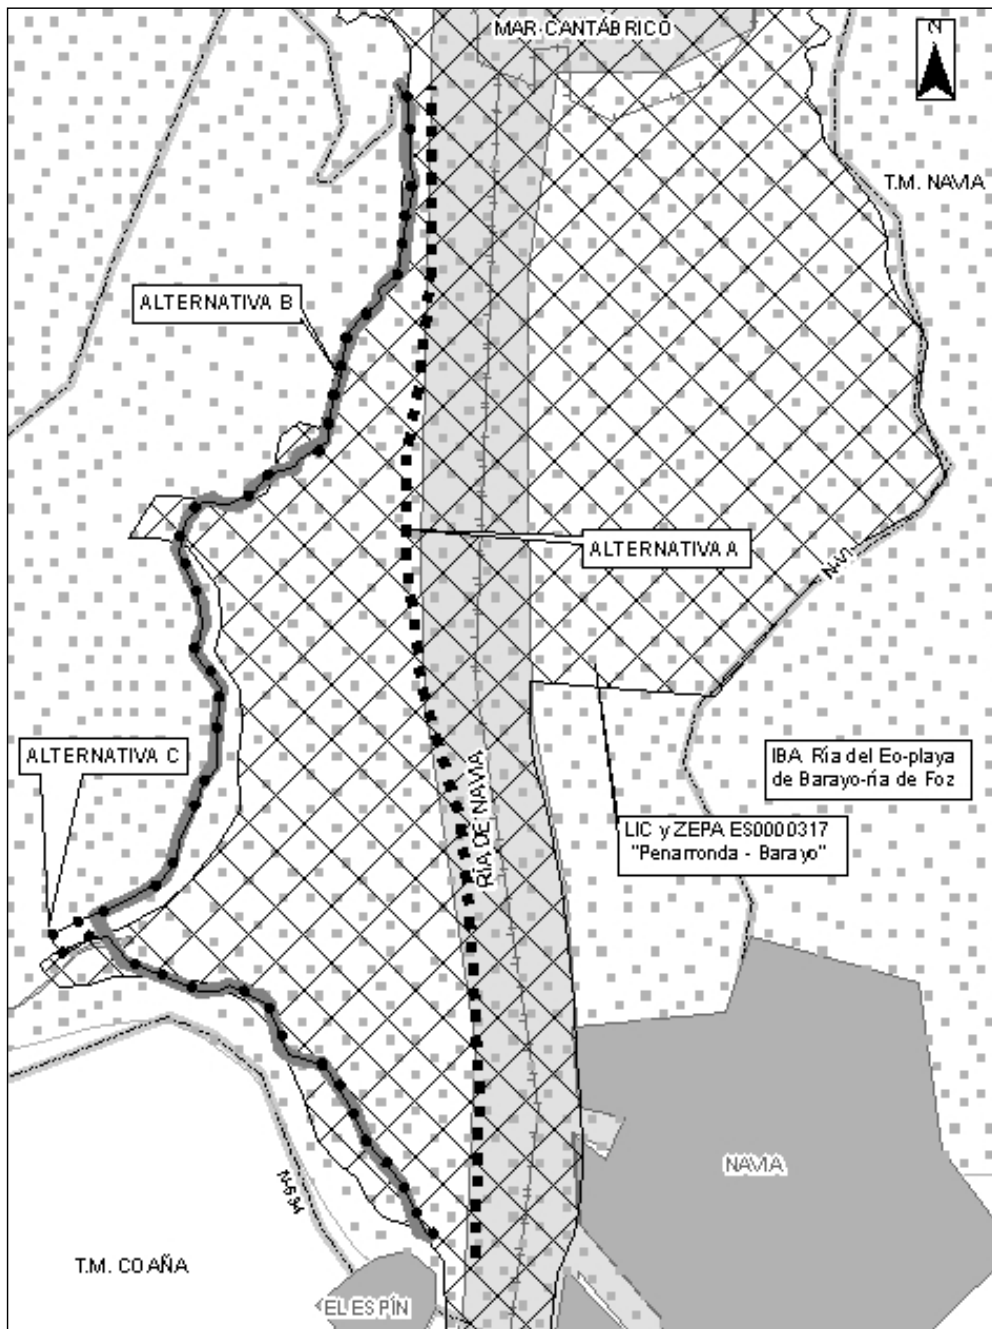 MAR CANTÁBRICO
N
T.M. NAVIA
ALTERNATIVA B
ALTERNATIVA A
N-VI
ALTERNATIVA C
RÍA DE NAVIA
IBA Ría del Eo-playa
de Barayo-ría de Foz
LIC y ZEPA ES0000317
"Penarronda - Barayo"
NAVIA
N-634
T.M. COAÑA
EL ESPÍN